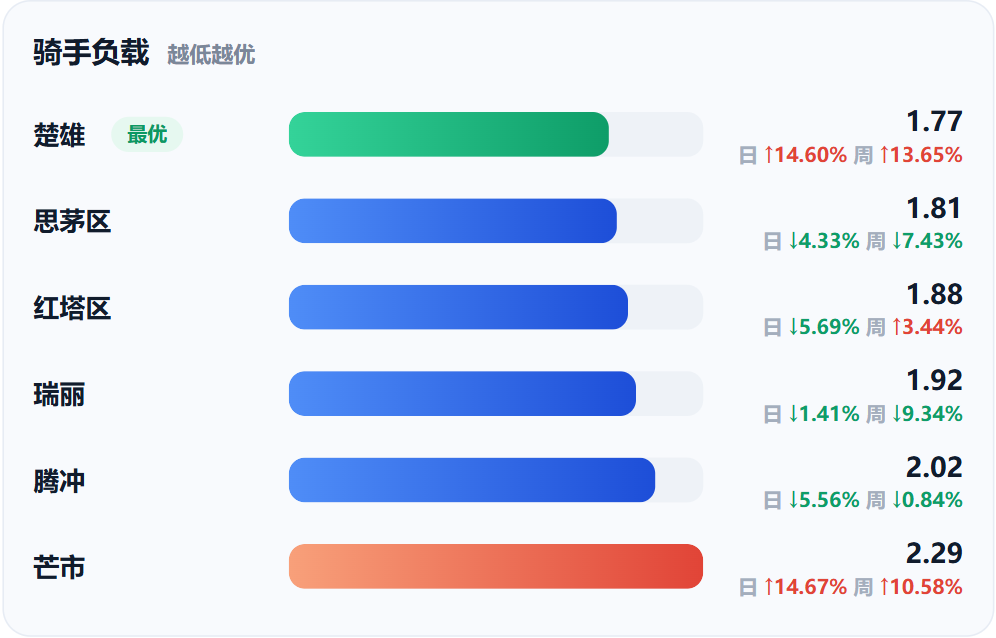 骑手负载 越低越优
楚雄 最优 1.77
日 ↑14.60% 周 ↑13.65%
思茅区 1.81
日 ↓4.33% 周 ↓7.43%
红塔区 1.88
日 ↓5.69% 周 ↑3.44%
瑞丽 1.92
日 ↓1.41% 周 ↓9.34%
腾冲 2.02
日 ↓5.56% 周 ↓0.84%
芒市 2.29
日 ↑14.67% 周 ↑10.58%